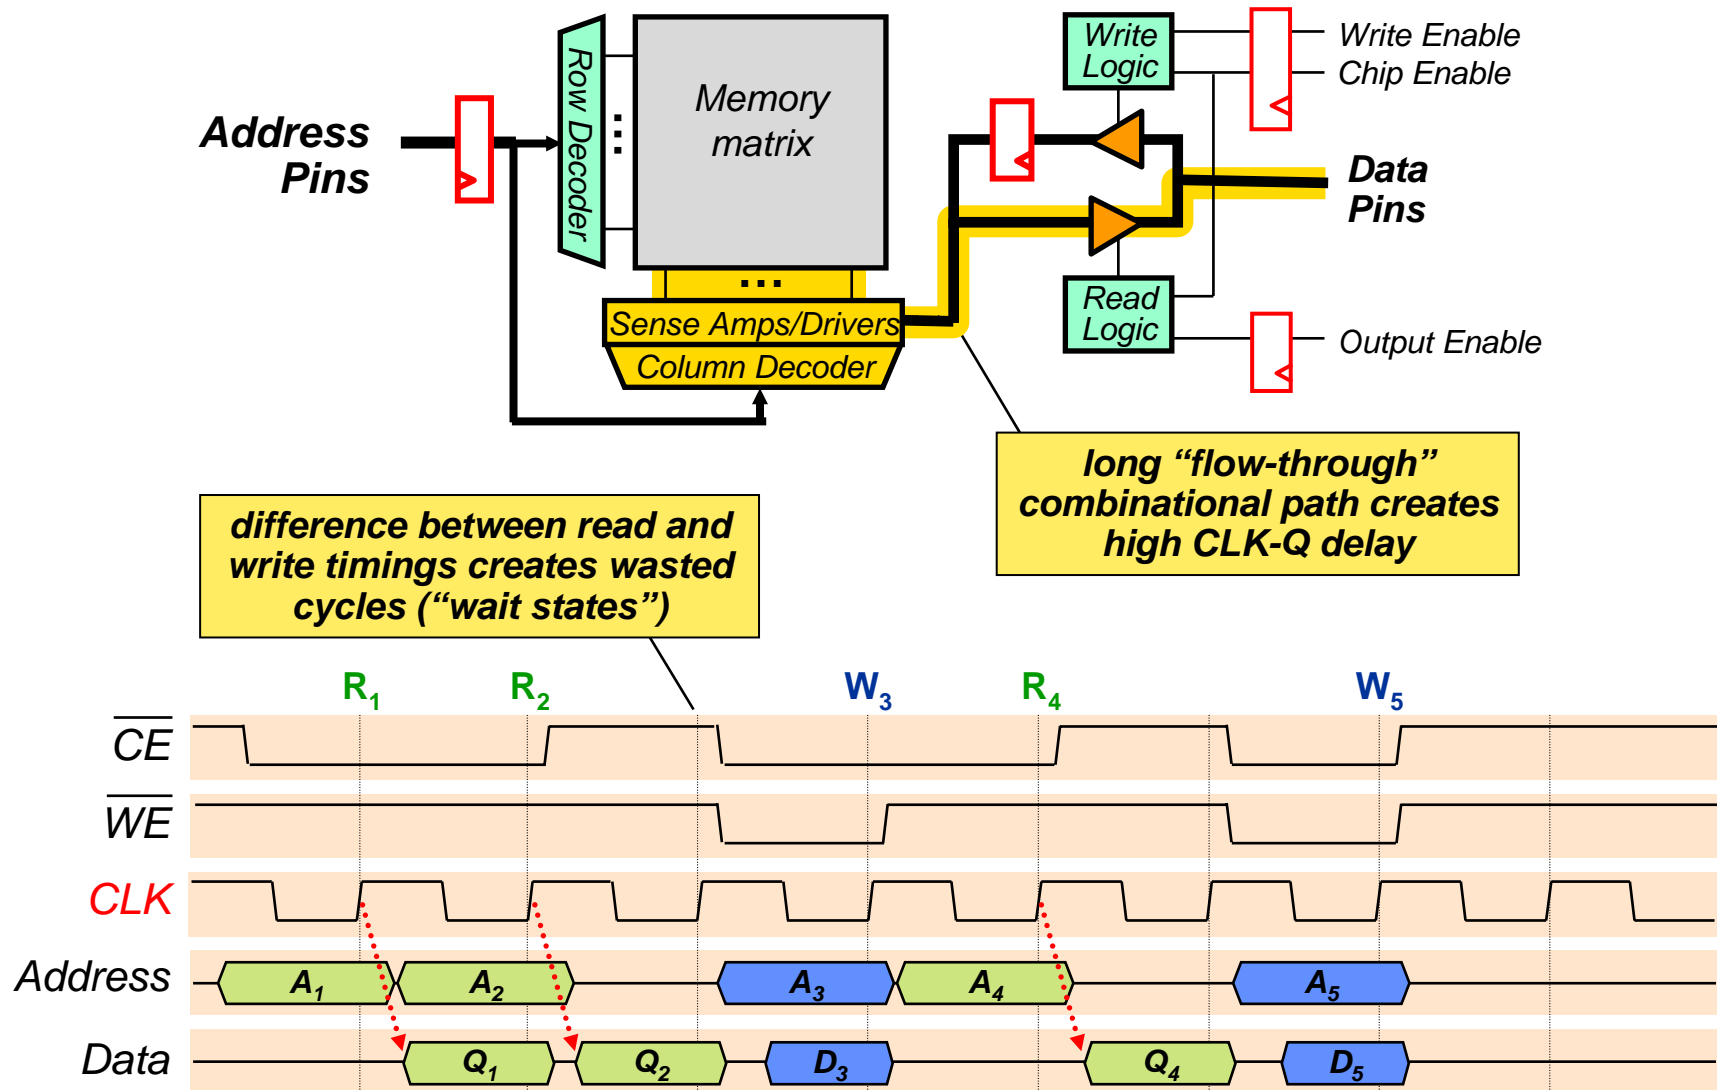 Write
Logic
Write Enable
Chip Enable
Row Decoder
...
Memory
matrix
Address
Pins
Data
Pins
...
Sense Amps/Drivers
Column Decoder
Read
Logic
Output Enable
long “flow-through”
combinational path creates
high CLK-Q delay
difference between read and
write timings creates wasted
cycles (“wait states”)
R₁ R₂ W₃ R₄ W₅
C̅E̅
W̅E̅
CLK
Address A₁ A₂ A₃ A₄ A₅
Data Q₁ Q₂ D₃ Q₄ D₅